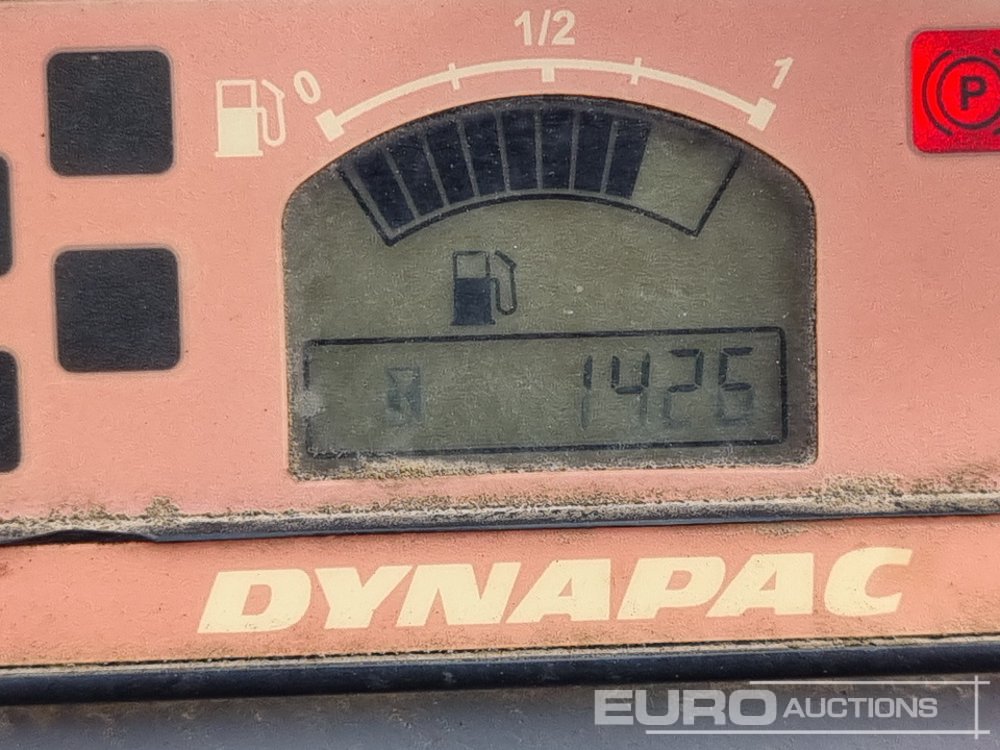 1/2
0 1
P
1426
DYNAPAC
EURO AUCTIONS